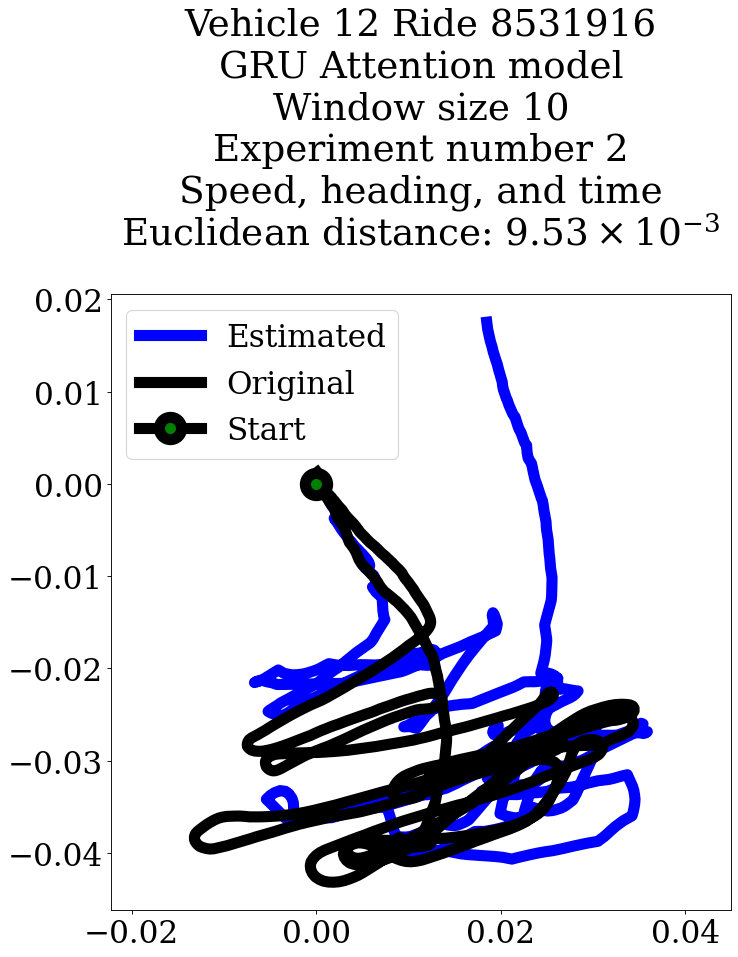 Vehicle 12 Ride 8531916
GRU Attention model
Window size 10
Experiment number 2
Speed, heading, and time
Euclidean distance: 9.53 × 10⁻³
0.02
0.01
0.00
−0.01
−0.02
−0.03
−0.04
Estimated
Original
Start
−0.02 0.00 0.02 0.04